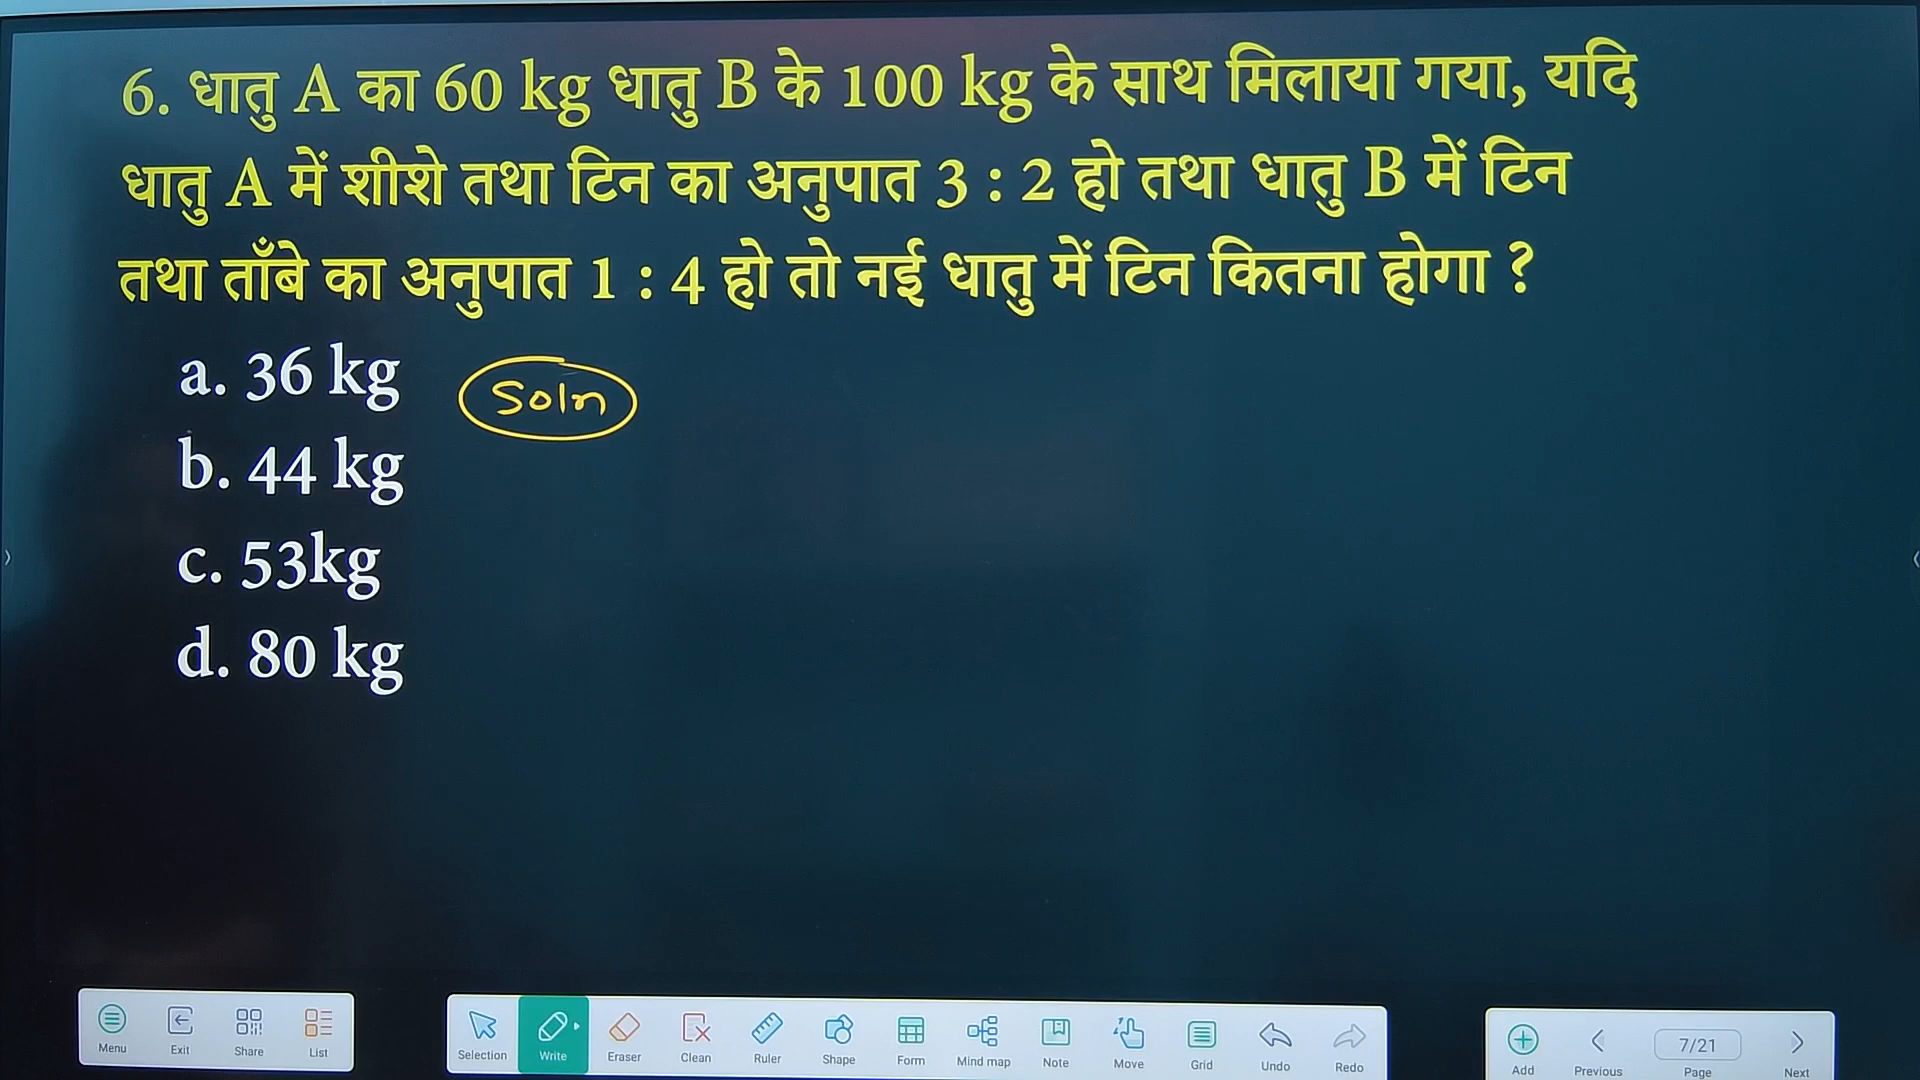 6. धातु A का 60 kg धातु B के 100 kg के साथ मिलाया गया, यदि
धातु A में शीशे तथा टिन का अनुपात 3 : 2 हो तथा धातु B में टिन
तथा ताँबे का अनुपात 1 : 4 हो तो नई धातु में टिन कितना होगा ?
a. 36 kg
Soln
b. 44 kg
c. 53kg
d. 80 kg
Menu Exit Share List
Selection Write Eraser Clean Ruler Shape Form Mind map Note Move Grid Undo Redo
Add Previous 7/21 Page Next